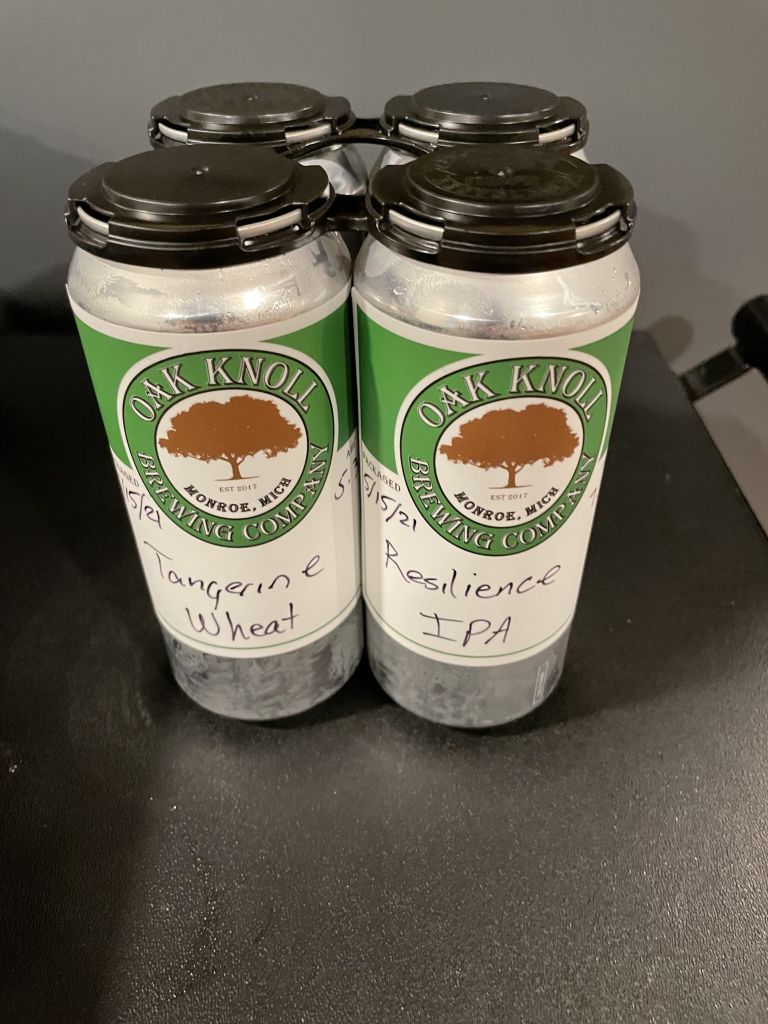 OAK KNOLL
EST 2017
MONROE, MICH
BREWING COMPANY
Tangerine
Wheat
OAK KNOLL
PACKAGED
5/15/21
EST 2017
MONROE, MICH
BREWING COMPANY
Resilience
IPA